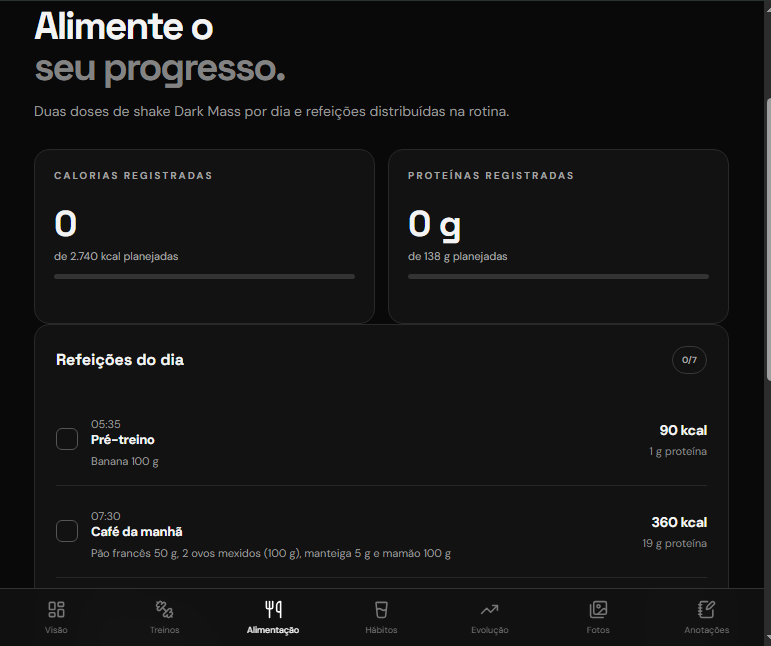 Alimente o
seu progresso.
Duas doses de shake Dark Mass por dia e refeições distribuídas na rotina.
CALORIAS REGISTRADAS
0
de 2.740 kcal planejadas
PROTEÍNAS REGISTRADAS
0 g
de 138 g planejadas
Refeições do dia
0/7
05:35
Pré-treino
Banana 100 g
90 kcal
1 g proteína
07:30
Café da manhã
Pão francês 50 g, 2 ovos mexidos (100 g), manteiga 5 g e mamão 100 g
360 kcal
19 g proteína
Visão
Treinos
Alimentação
Hábitos
Evolução
Fotos
Anotações